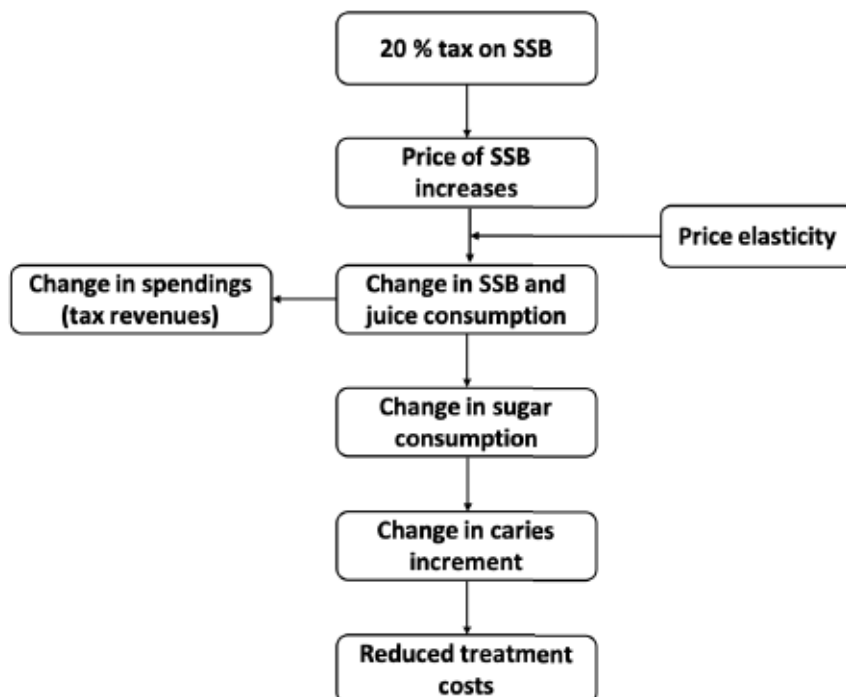 20 % tax on SSB
Price of SSB
increases
Price elasticity
Change in spendings
(tax revenues)
Change in SSB and
juice consumption
Change in sugar
consumption
Change in caries
increment
Reduced treatment
costs